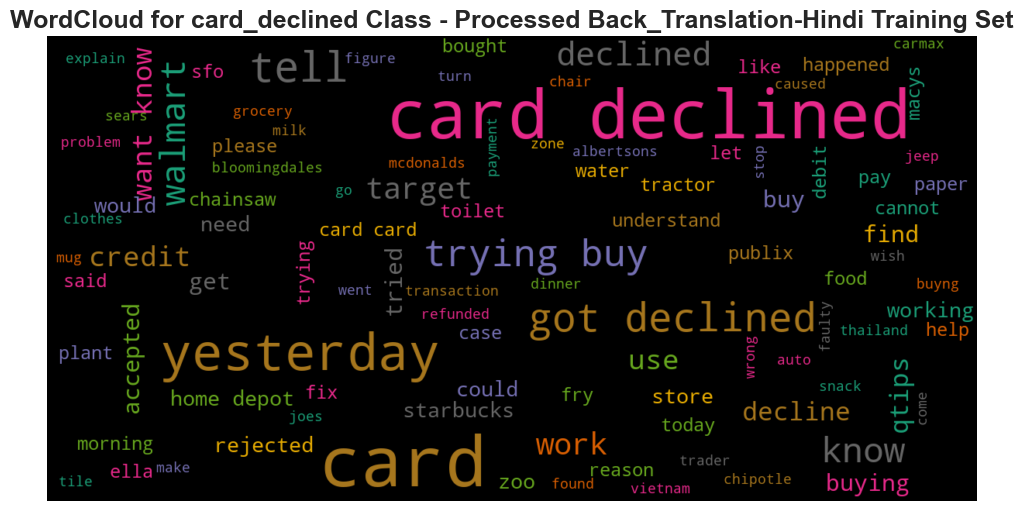 WordCloud for card_declined Class - Processed Back_Translation-Hindi Training Set
explain
want know
walmart
sfo
tell
figure
bought
turn
declined
chair
like
happened
caused
carmax
macys
sears
grocery
milk
problem
please
bloomingdales
card declined
payment
mcdonalds
zone
albertsons
let
stop
debit
jeep
would
chainsaw
go
target
water
tractor
buy
pay
paper
clothes
need
toilet
understand
cannot
card card
mug
credit
trying
tried
trying buy
publix
find
wish
said
get
went
transaction
dinner
food
buyng
refunded
got declined
faulty
working
thailand
help
plant
accepted
yesterday
case
use
wrong
auto
home depot
fix
could
fry
store
snack
qtips
come
joes
starbucks
decline
morning
rejected
card
work
today
know
tile
ella
make
zoo
found
reason
vietnam
trader
chipotle
buying